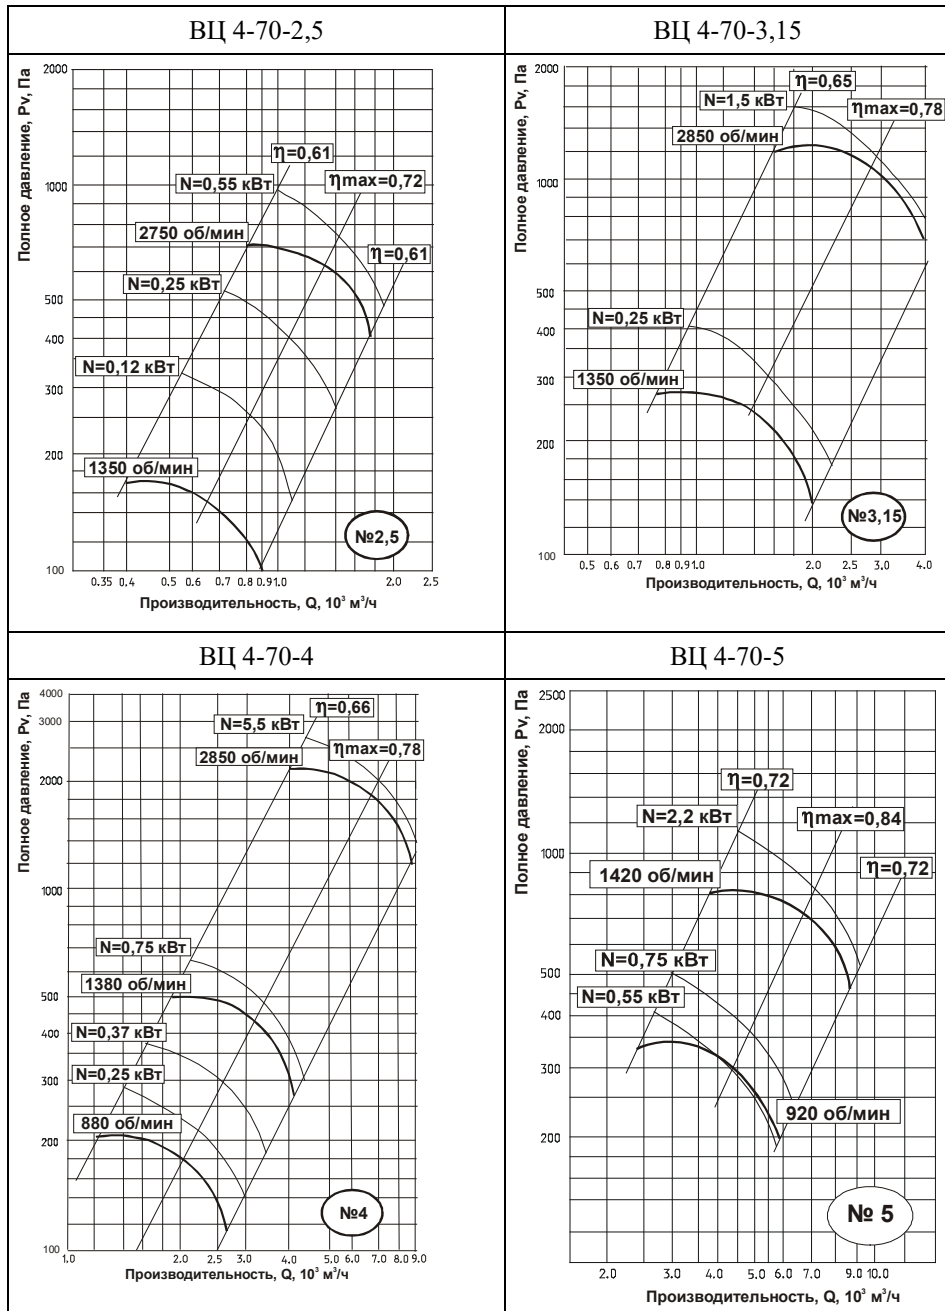 ВЦ 4-70-2,5
Полное давление, Pv, Па
2000
1000
500
400
300
200
100
η=0,61
N=0,55 кВт
ηmax=0,72
2750 об/мин
η=0,61
N=0,25 кВт
N=0,12 кВт
1350 об/мин
№2,5
0.35 0.4 0.5 0.6 0.7 0.8 0.9 1.0 2.0 2.5
Производительность, Q, 10³ м³/ч
ВЦ 4-70-3,15
Полное давление, Pv, Па
2000
1000
500
400
300
200
100
η=0,65
N=1,5 кВт
ηmax=0,78
2850 об/мин
N=0,25 кВт
1350 об/мин
№3,15
0.5 0.6 0.7 0.8 0.9 1.0 2.0 2.5 3.0 4.0
Производительность, Q, 10³ м³/ч
ВЦ 4-70-4
Полное давление, Pv, Па
4000
3000
2000
1000
500
400
300
200
100
η=0,66
N=5,5 кВт
ηmax=0,78
2850 об/мин
N=0,75 кВт
1380 об/мин
N=0,37 кВт
N=0,25 кВт
880 об/мин
№4
1.0 2.0 2.5 3.0 4.0 5.0 6.0 7.0 8.0 9.0
Производительность, Q, 10³ м³/ч
ВЦ 4-70-5
Полное давление, Pv, Па
2500
2000
1000
500
400
300
200
η=0,72
N=2,2 кВт
ηmax=0,84
1420 об/мин
η=0,72
N=0,75 кВт
N=0,55 кВт
920 об/мин
№ 5
2.0 3.0 4.0 5.0 6.0 7.0 9.0 10.0
Производительность, Q, 10³ м³/ч